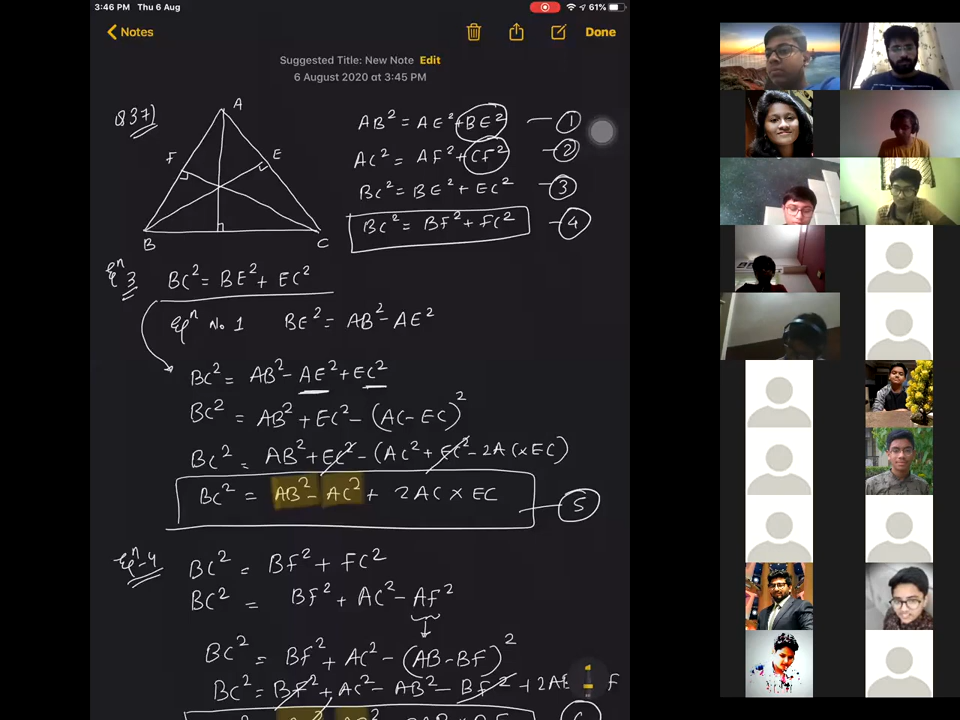 3:46 PM Thu 6 Aug
61%
Notes
Done
Suggested Title: New Note Edit
6 August 2020 at 3:45 PM
Q37)
A
F
E
B
C
AB² = AE² + BE² — ①
AC² = AF² + CF² — ②
BC² = BE² + EC² — ③
BC² = BF² + FC² — ④
Eqⁿ 3 BC² = BE² + EC²
Eqⁿ No 1 BE² = AB² - AE²
BC² = AB² - AE² + EC²
BC² = AB² + EC² - (AC - EC)²
BC² = AB² + EC² - (AC² + EC² - 2AC × EC)
BC² = AB² - AC² + 2AC × EC — ⑤
Eqⁿ-4 BC² = BF² + FC²
BC² = BF² + AC² - AF²
BC² = BF² + AC² - (AB - BF)²
BC² = BF² + AC² - AB² - BF² + 2A F